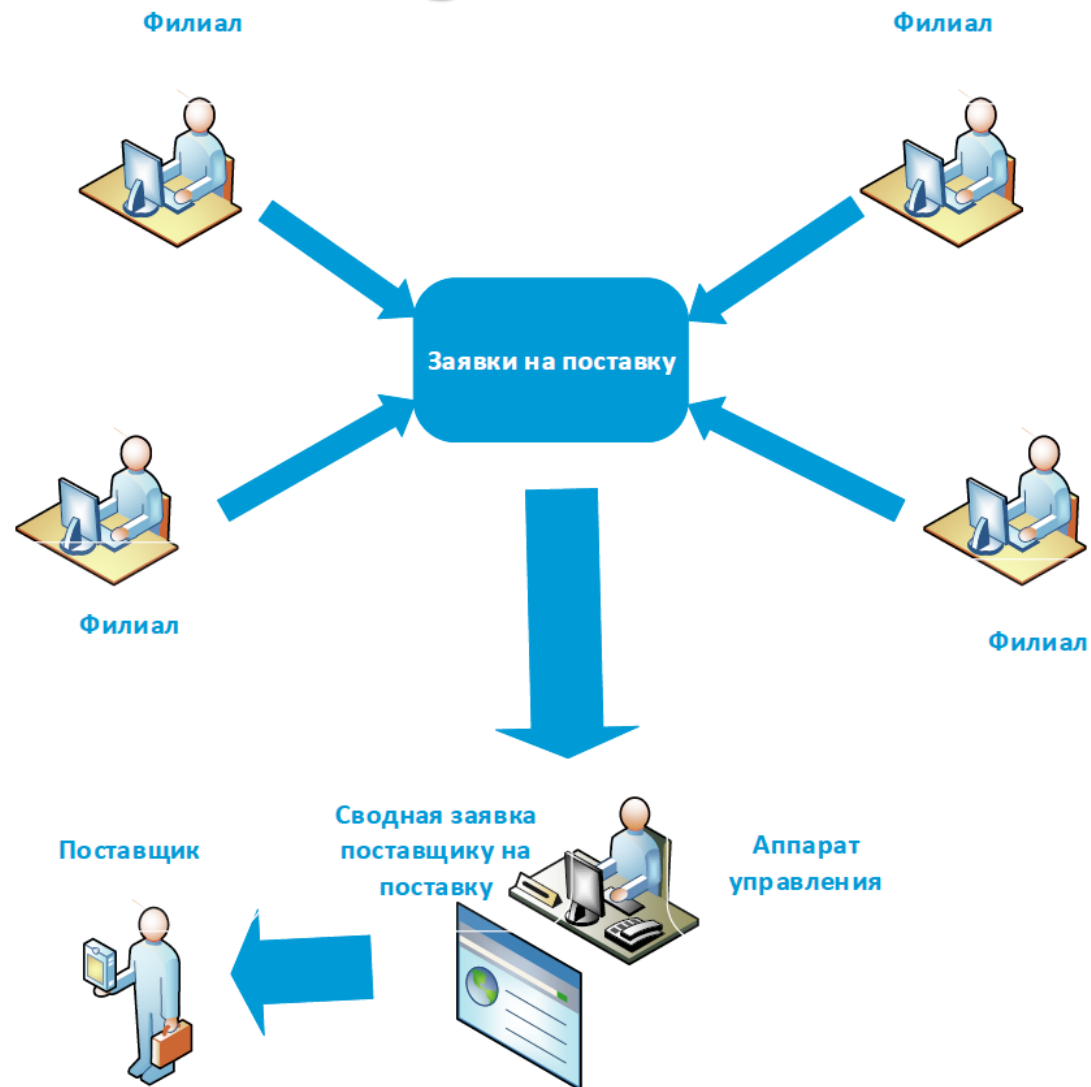 Филиал
Филиал
Заявки на поставку
Филиал
Филиал
Сводная заявка
поставщику на
поставку
Поставщик
Аппарат
управления